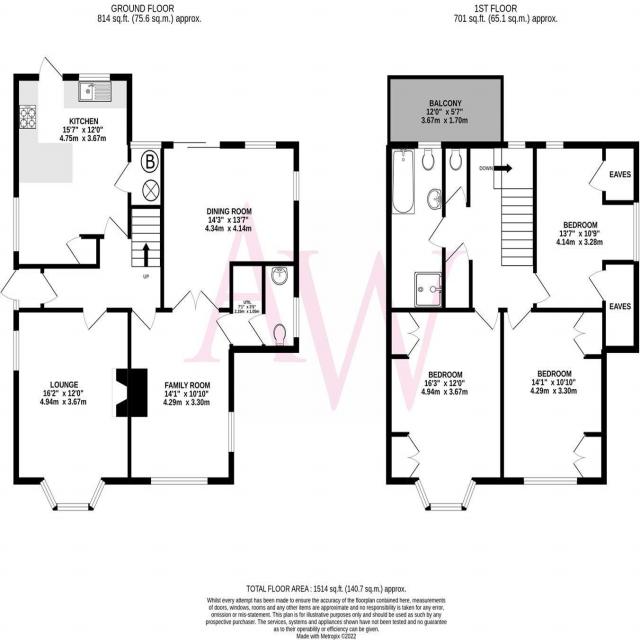 GROUND FLOOR
814 sq.ft. (75.6 sq.m.) approx.
1ST FLOOR
701 sq.ft. (65.1 sq.m.) approx.
KITCHEN
15'7" x 12'0"
4.75m x 3.67m
B
DINING ROOM
14'3" x 13'7"
4.34m x 4.14m
UP
UTIL
LOUNGE
16'2" x 12'0"
4.94m x 3.67m
FAMILY ROOM
14'1" x 10'10"
4.29m x 3.30m
BALCONY
12'0" x 5'7"
3.67m x 1.70m
DOWN
EAVES
BEDROOM
13'7" x 10'9"
4.14m x 3.28m
EAVES
BEDROOM
16'3" x 12'0"
4.94m x 3.67m
BEDROOM
14'1" x 10'10"
4.29m x 3.30m
AW
TOTAL FLOOR AREA : 1514 sq.ft. (140.7 sq.m.) approx.
Whilst every attempt has been made to ensure the accuracy of the floorplan contained here, measurements
of doors, windows, rooms and any other items are approximate and no responsibility is taken for any error,
omission or mis-statement. This plan is for illustrative purposes only and should be used as such by any
prospective purchaser. The services, systems and appliances shown have not been tested and no guarantee
as to their operability or efficiency can be given.
Made with Metropix ©2022